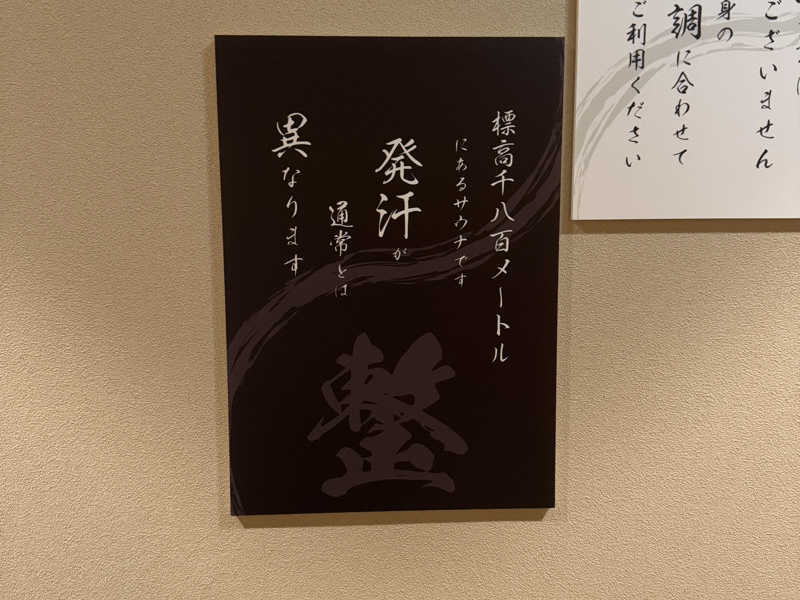 標高千八百メートル
にあるサウナです
発汗が
通常とは
異なります
整
ございません
身の
調に合わせて
ご利用ください